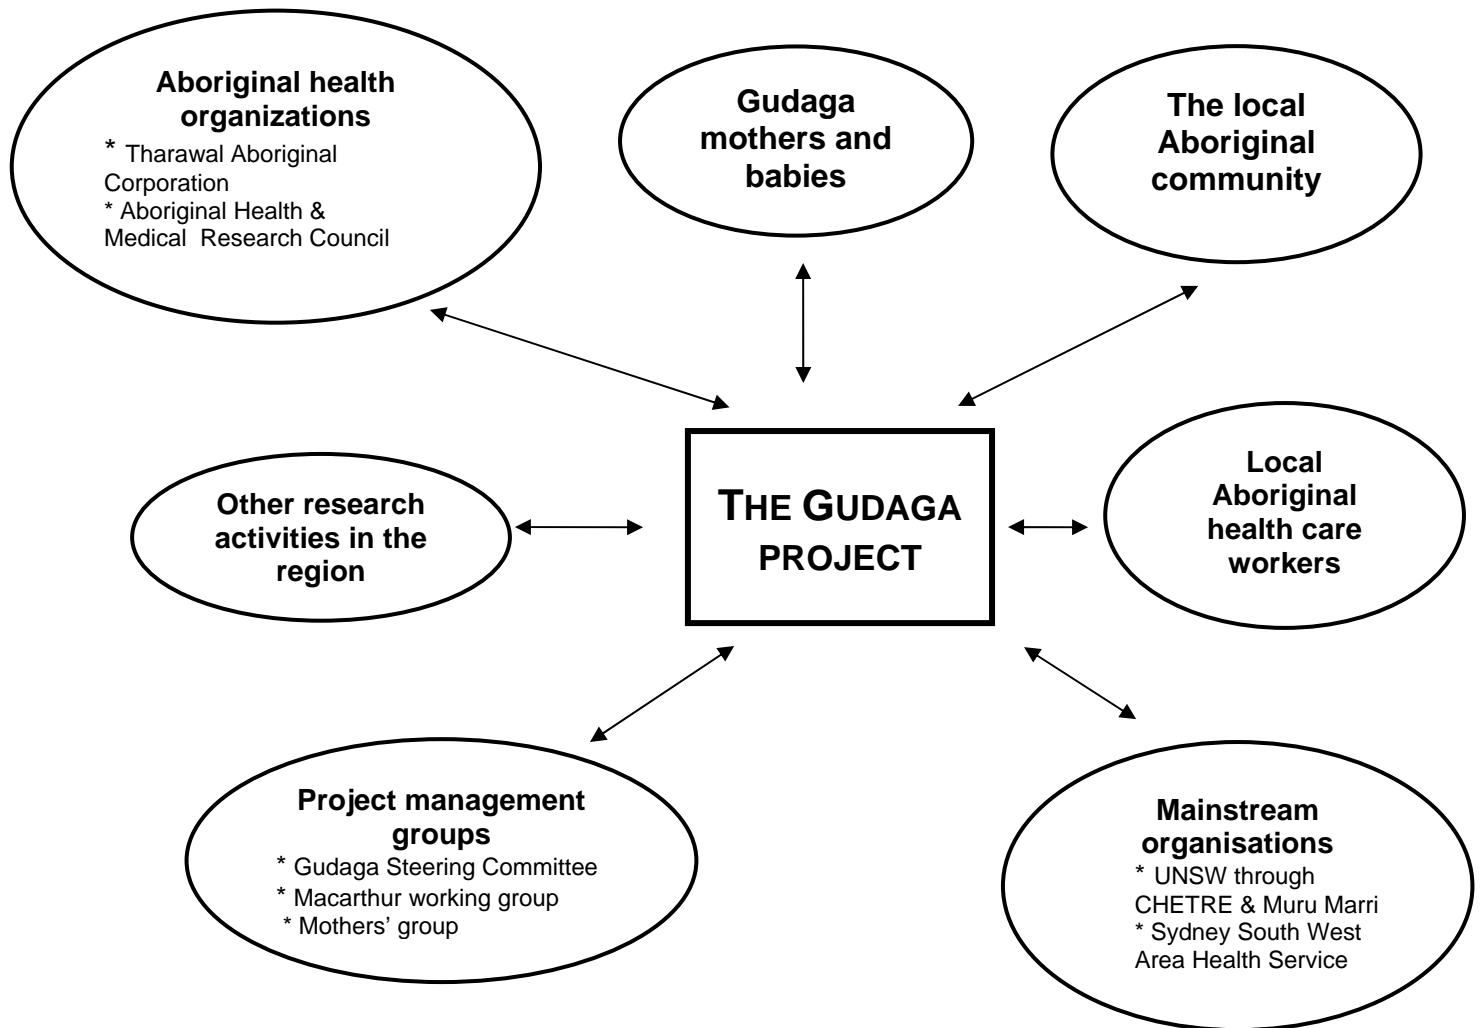 Aboriginal health
organizations
* Tharawal Aboriginal
Corporation
* Aboriginal Health &
Medical Research Council
Gudaga
mothers and
babies
The local
Aboriginal
community
Other research
activities in the
region
THE GUDAGA
PROJECT
Local
Aboriginal
health care
workers
Project management
groups
* Gudaga Steering Committee
* Macarthur working group
* Mothers’ group
Mainstream
organisations
* UNSW through
CHETRE & Muru Marri
* Sydney South West
Area Health Service